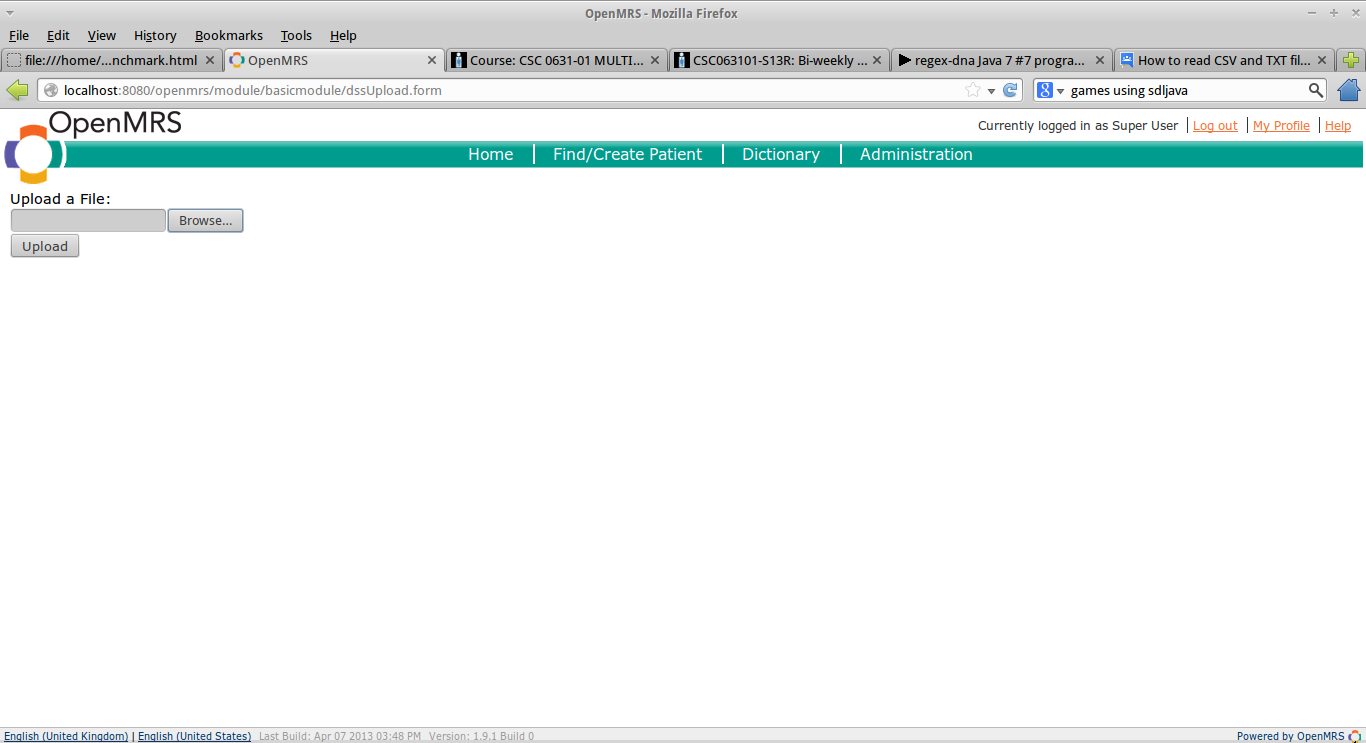 OpenMRS - Mozilla Firefox
File Edit View History Bookmarks Tools Help
file:///home/...nchmark.html OpenMRS Course: CSC 0631-01 MULTI... CSC063101-S13R: Bi-weekly ... regex-dna Java 7 #7 progra... How to read CSV and TXT fil...
localhost:8080/openmrs/module/basicmodule/dssUpload.form 8 games using sdljava
OpenMRS
Currently logged in as Super User | Log out | My Profile | Help
Home | Find/Create Patient | Dictionary | Administration
Upload a File:
Browse...
Upload
English (United Kingdom) | English (United States) Last Build: Apr 07 2013 03:48 PM Version: 1.9.1 Build 0 Powered by OpenMRS